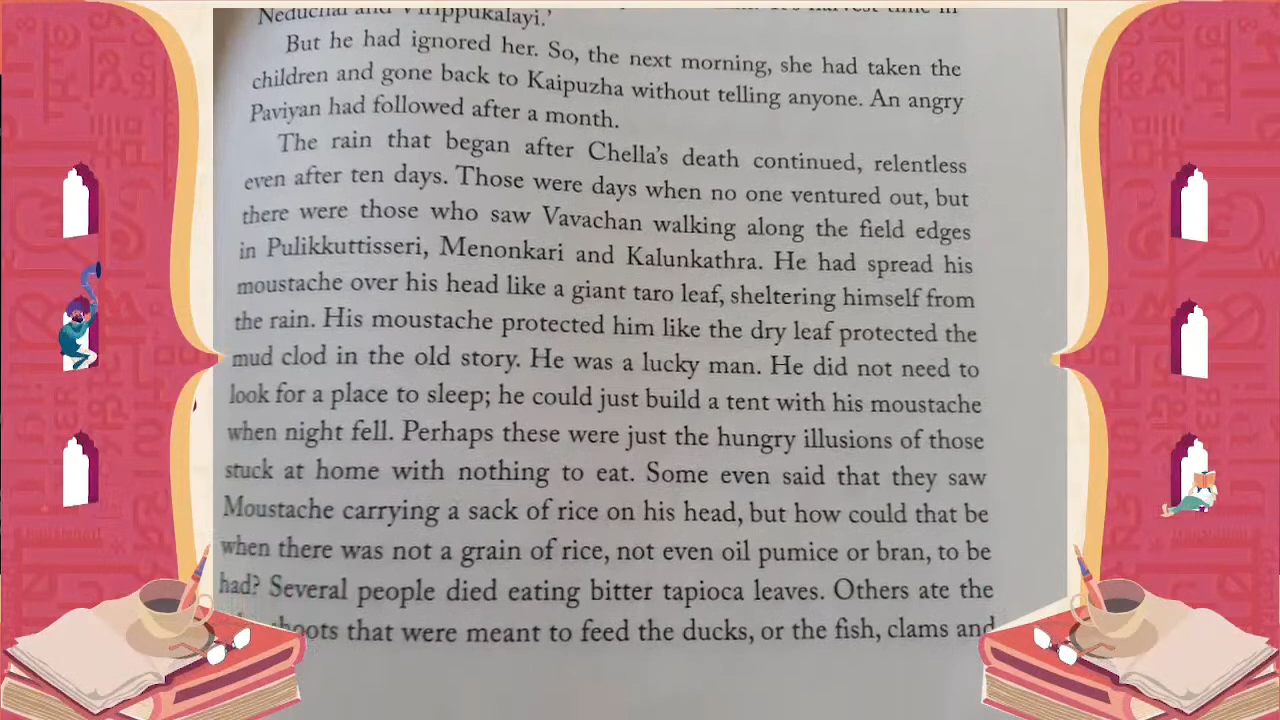 Neduchal and Virippukalayi.’
But he had ignored her. So, the next morning, she had taken the
children and gone back to Kaipuzha without telling anyone. An angry
Paviyan had followed after a month.
The rain that began after Chella’s death continued, relentless
even after ten days. Those were days when no one ventured out, but
there were those who saw Vavachan walking along the field edges
in Pulikkuttisseri, Menonkari and Kalunkathra. He had spread his
moustache over his head like a giant taro leaf, sheltering himself from
the rain. His moustache protected him like the dry leaf protected the
mud clod in the old story. He was a lucky man. He did not need to
look for a place to sleep; he could just build a tent with his moustache
when night fell. Perhaps these were just the hungry illusions of those
stuck at home with nothing to eat. Some even said that they saw
Moustache carrying a sack of rice on his head, but how could that be
when there was not a grain of rice, not even oil pumice or bran, to be
had? Several people died eating bitter tapioca leaves. Others ate the
shoots that were meant to feed the ducks, or the fish, clams and